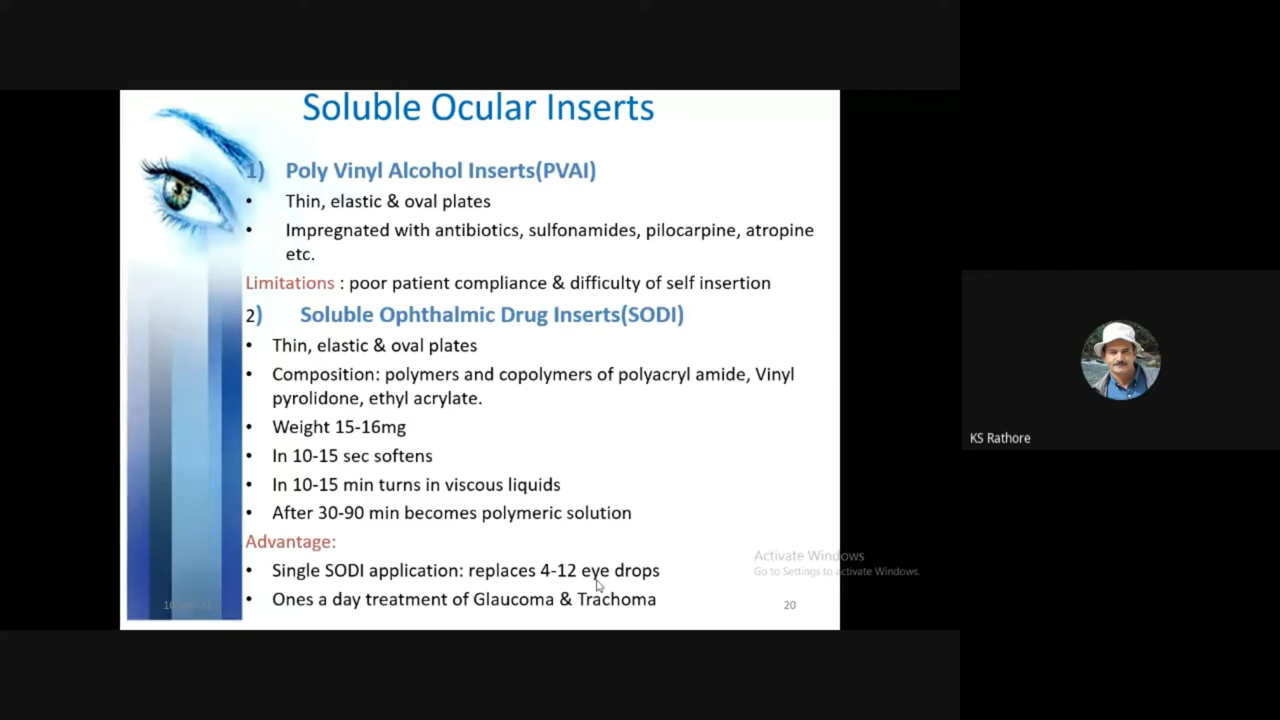 Soluble Ocular Inserts
1) Poly Vinyl Alcohol Inserts(PVAI)
• Thin, elastic & oval plates
• Impregnated with antibiotics, sulfonamides, pilocarpine, atropine
etc.
Limitations : poor patient compliance & difficulty of self insertion
2) Soluble Ophthalmic Drug Inserts(SODI)
• Thin, elastic & oval plates
• Composition: polymers and copolymers of polyacryl amide, Vinyl
pyrolidone, ethyl acrylate.
• Weight 15-16mg
• In 10-15 sec softens
• In 10-15 min turns in viscous liquids
• After 30-90 min becomes polymeric solution
Advantage:
• Single SODI application: replaces 4-12 eye drops
• Ones a day treatment of Glaucoma & Trachoma
20
Activate Windows
Go to Settings to activate Windows.
KS Rathore